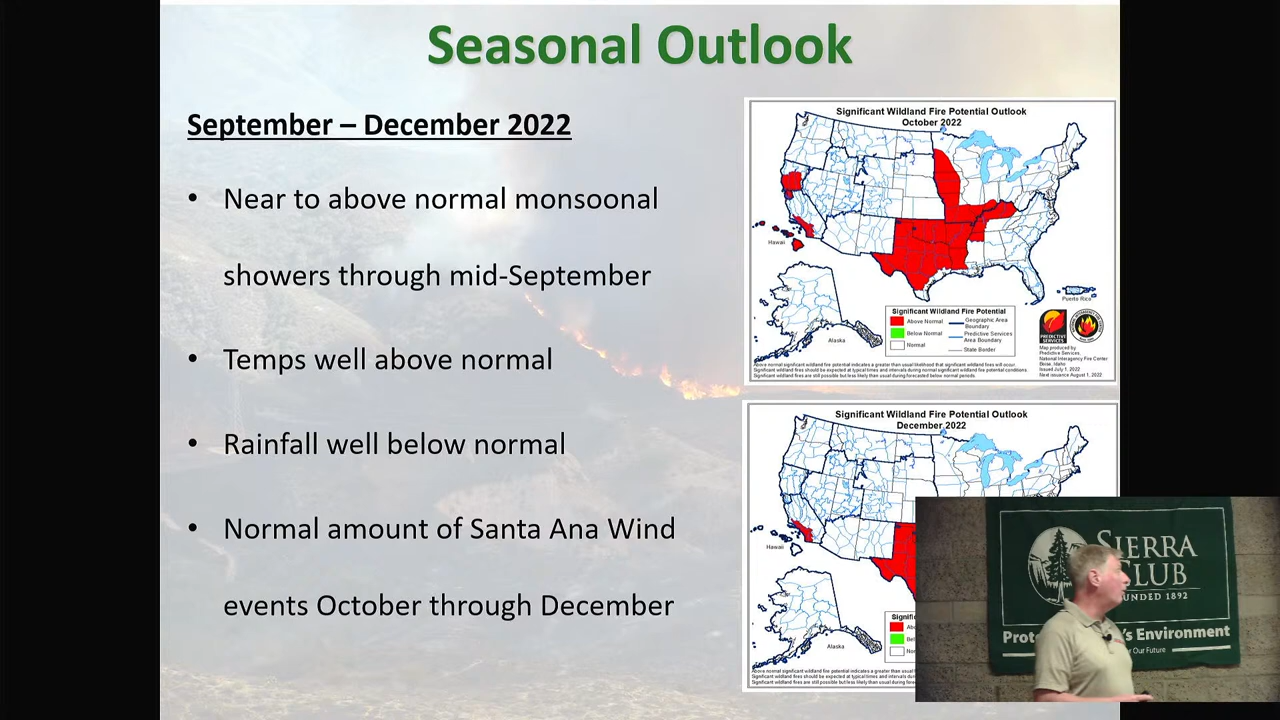 Seasonal Outlook
September – December 2022
• Near to above normal monsoonal
showers through mid-September
• Temps well above normal
• Rainfall well below normal
• Normal amount of Santa Ana Wind
events October through December
Significant Wildland Fire Potential Outlook
October 2022
Hawaii
Alaska
Puerto Rico
Significant Wildland Fire Potential
Above Normal
Below Normal
Normal
Geographic Area
Boundary
Predictive Services
Area Boundary
State Border
PREDICTIVE
SERVICES
Map produced by
Predictive Services,
National Interagency Fire Center
Boise, Idaho
Issued July 1, 2022
Next issuance August 1, 2022
Above normal significant wildland fire potential indicates a greater than usual likelihood that significant wildland fires will occur.
Significant wildland fires should be expected at typical times and intervals during normal significant wildland fire potential conditions.
Significant wildland fires are still possible but less likely than usual during forecasted below normal periods.
Significant Wildland Fire Potential Outlook
December 2022
Hawaii
Alaska
SIERRA
CLUB
FOUNDED 1892
Environment
Our Future